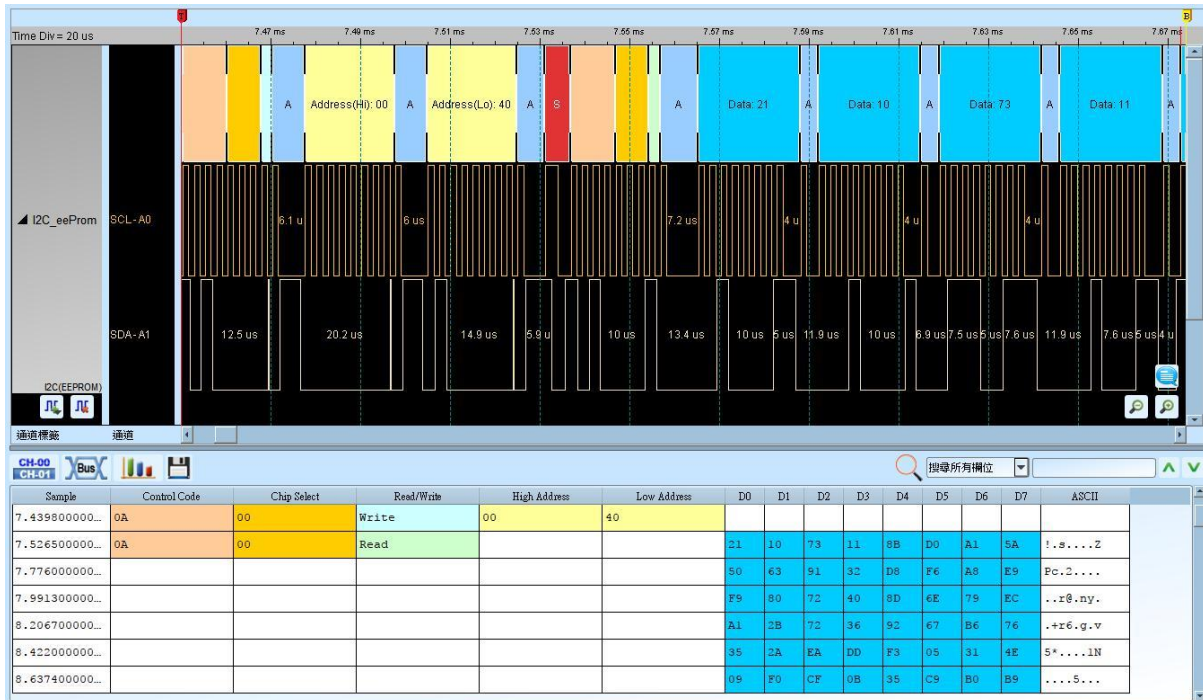 Time Div = 20 us
T
7.47 ms 7.49 ms 7.51 ms 7.53 ms 7.55 ms 7.57 ms 7.59 ms 7.61 ms 7.63 ms 7.65 ms 7.67 ms
B
A Address(Hi): 00 A Address(Lo): 40 A S A Data: 21 A Data: 10 A Data: 73 A Data: 11 A
I2C_eeProm SCL-A0 6.1 u 6 us 7.2 us 4 u 4 u 4 u
SDA-A1 12.5 us 20.2 us 14.9 us 5.9 u 10 us 13.4 us 10 us 5 us 11.9 us 10 us 6.9 us 7.5 us 5 us 7.6 us 11.9 us 7.6 us 5 us 4 u
I2C(EEPROM)
通道標籤 通道
CH-00
CH-01
Bus
搜尋所有欄位
Sample Control Code Chip Select Read/Write High Address Low Address D0 D1 D2 D3 D4 D5 D6 D7 ASCII
7.439800000... 0A 00 Write 00 40
7.526500000... 0A 00 Read 21 10 73 11 8B D0 A1 5A !.s....Z
7.776000000... 50 63 91 32 D8 F6 A8 E9 Pc.2....
7.991300000... F9 80 72 40 8D 6E 79 EC ..r@.ny.
8.206700000... A1 2B 72 36 92 67 B6 76 .+r6.g.v
8.422000000... 35 2A EA DD F3 05 31 4E 5*....1N
8.637400000... 09 F0 CF 0B 35 C9 B0 B9 ....5...